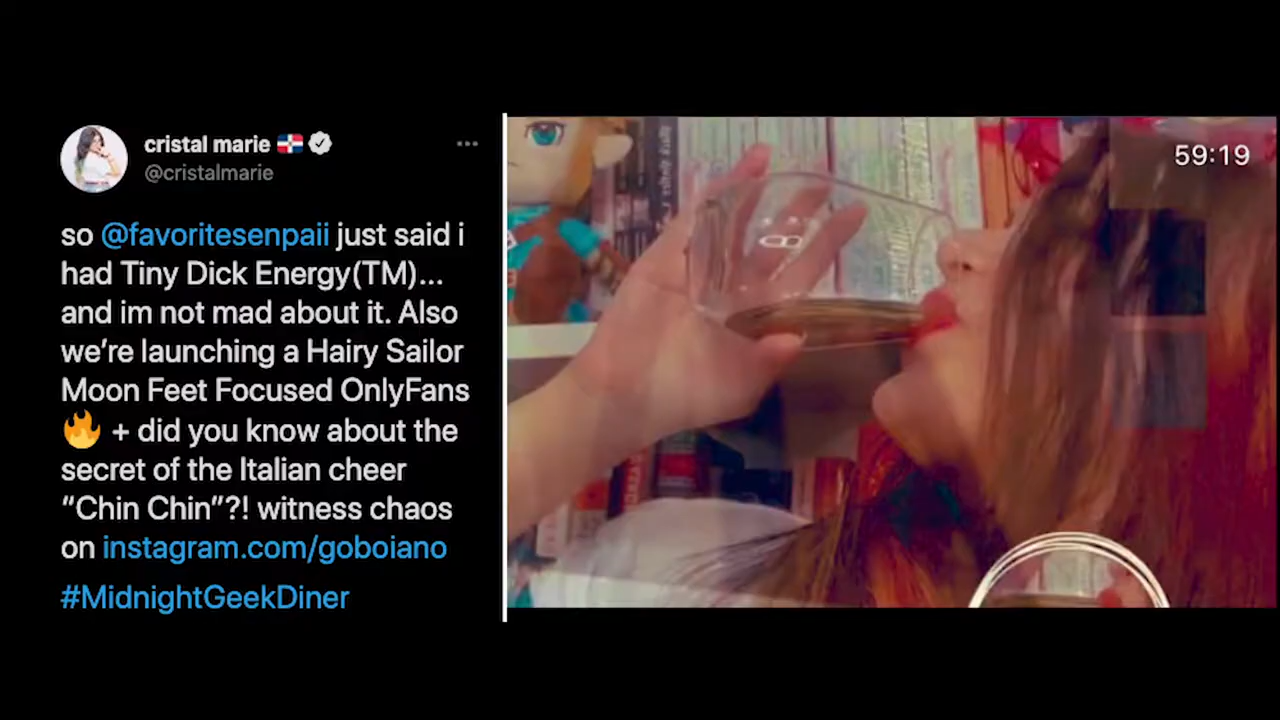 cristal marie 🇩🇴
@cristalmarie
so @favoritesenpaii just said i
had Tiny Dick Energy(TM)...
and im not mad about it. Also
we’re launching a Hairy Sailor
Moon Feet Focused OnlyFans
🔥 + did you know about the
secret of the Italian cheer
“Chin Chin”?! witness chaos
on instagram.com/goboiano
#MidnightGeekDiner
59:19